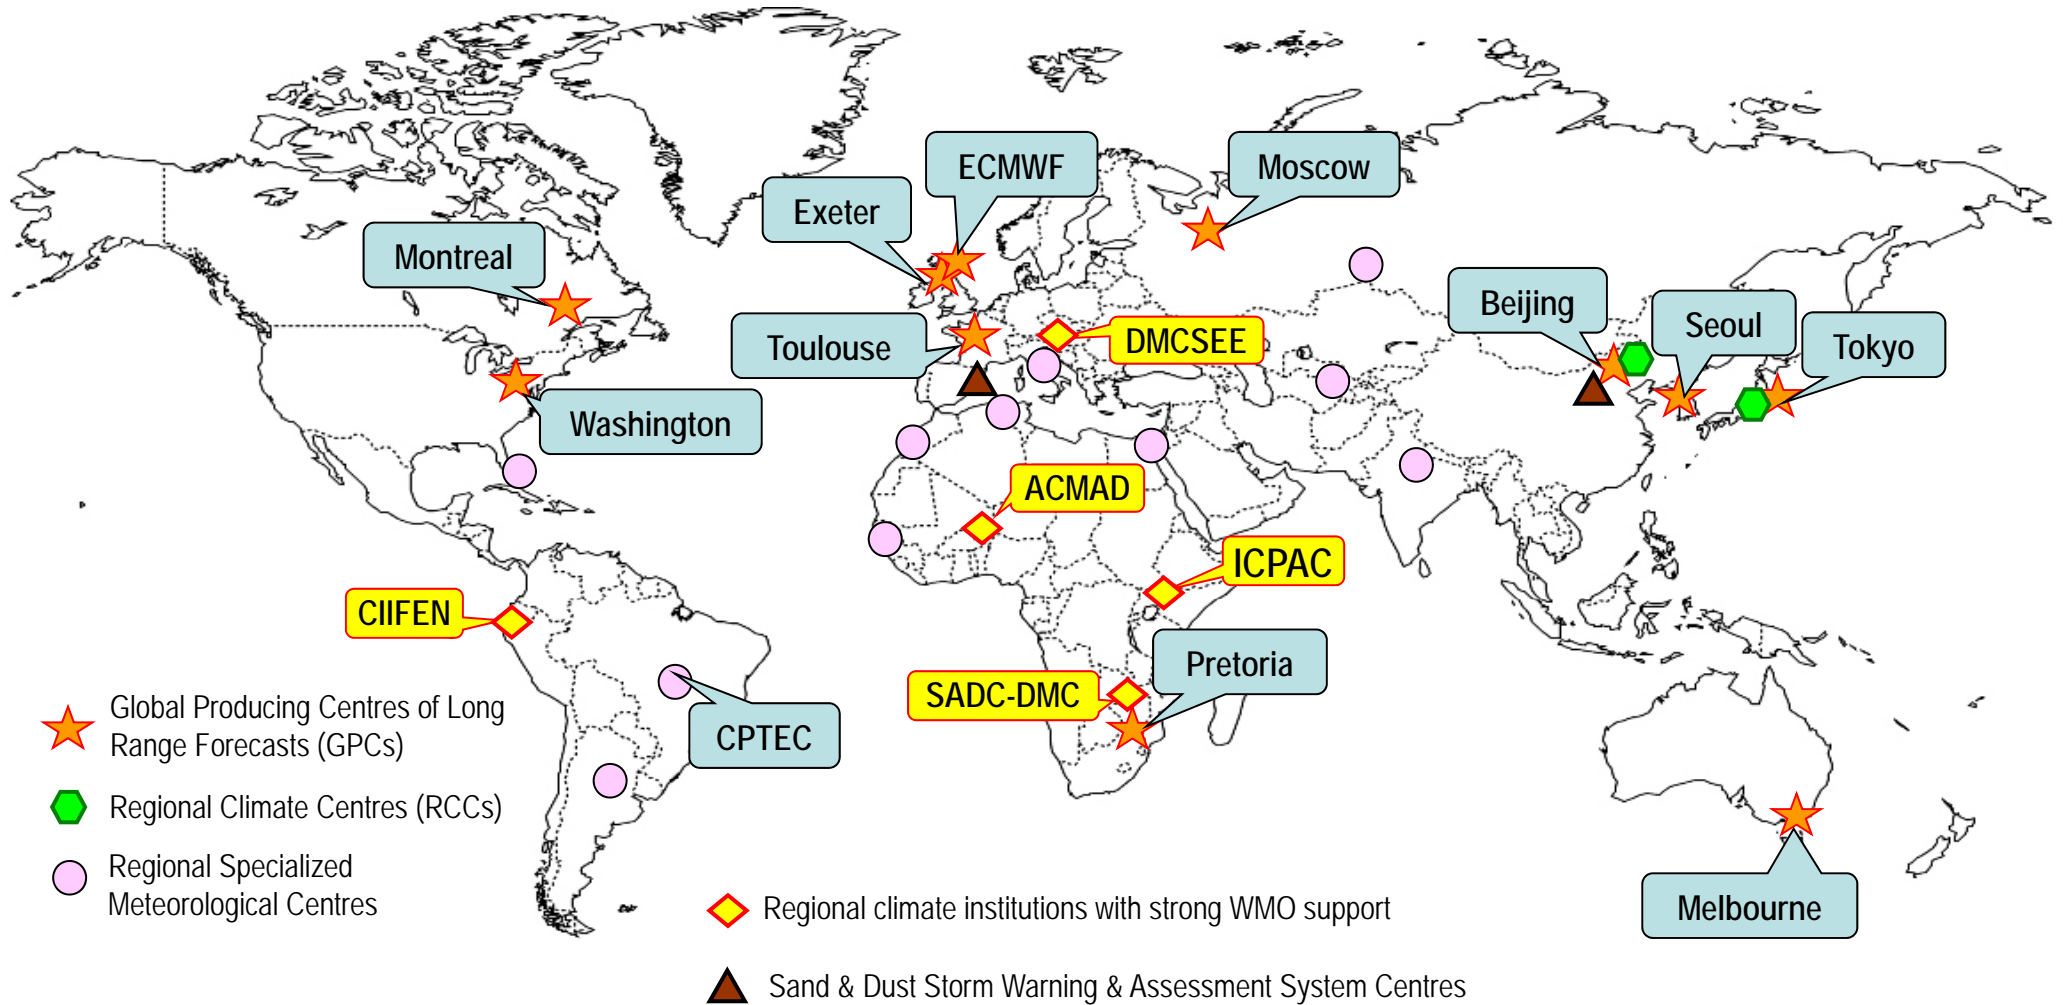 ECMWF
Moscow
Exeter
Montreal
Beijing
Seoul
Tokyo
Toulouse
DMCSEE
Washington
ACMAD
ICPAC
CIIFEN
Pretoria
SADC-DMC
CPTEC
Melbourne
Global Producing Centres of Long
Range Forecasts (GPCs)
Regional Climate Centres (RCCs)
Regional Specialized
Meteorological Centres
Regional climate institutions with strong WMO support
Sand & Dust Storm Warning & Assessment System Centres